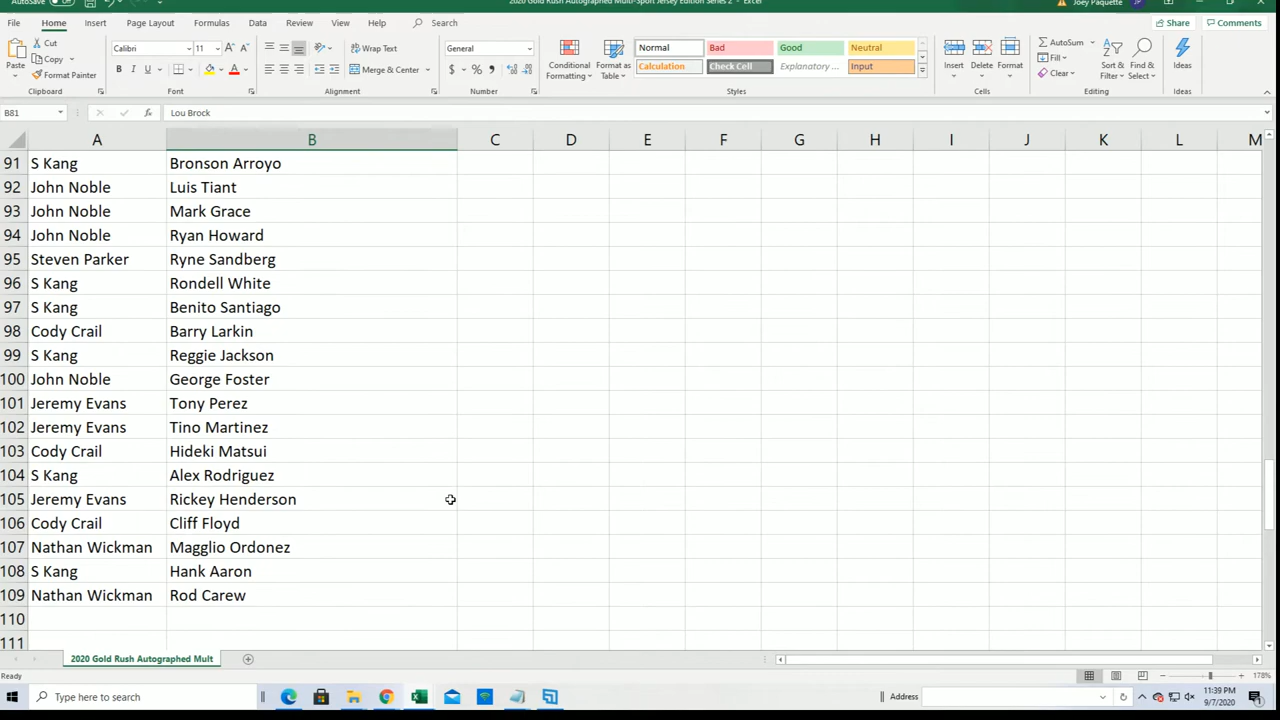 AutoSave
2020 Gold Rush Autographed Multi-Sport Jersey Edition Series 2 - Excel
Joey Paquette
JP
File Home Insert Page Layout Formulas Data Review View Help Search
Share Comments
Cut
Copy
Format Painter
Paste
Calibri 11
B I U
Wrap Text
Merge & Center
General
$ % ,
Conditional Formatting
Format as Table
Normal Bad Good Neutral
Calculation Check Cell Explanatory ... Input
Insert Delete Format
AutoSum
Fill
Clear
Sort & Filter
Find & Select
Ideas
Clipboard Font Alignment Number Styles Cells Editing Ideas
B81 fx Lou Brock
A B C D E F G H I J K L M
91 S Kang Bronson Arroyo
92 John Noble Luis Tiant
93 John Noble Mark Grace
94 John Noble Ryan Howard
95 Steven Parker Ryne Sandberg
96 S Kang Rondell White
97 S Kang Benito Santiago
98 Cody Crail Barry Larkin
99 S Kang Reggie Jackson
100 John Noble George Foster
101 Jeremy Evans Tony Perez
102 Jeremy Evans Tino Martinez
103 Cody Crail Hideki Matsui
104 S Kang Alex Rodriguez
105 Jeremy Evans Rickey Henderson
106 Cody Crail Cliff Floyd
107 Nathan Wickman Magglio Ordonez
108 S Kang Hank Aaron
109 Nathan Wickman Rod Carew
110
111
2020 Gold Rush Autographed Mult
Ready 178%
Type here to search
Address
11:39 PM
9/7/2020